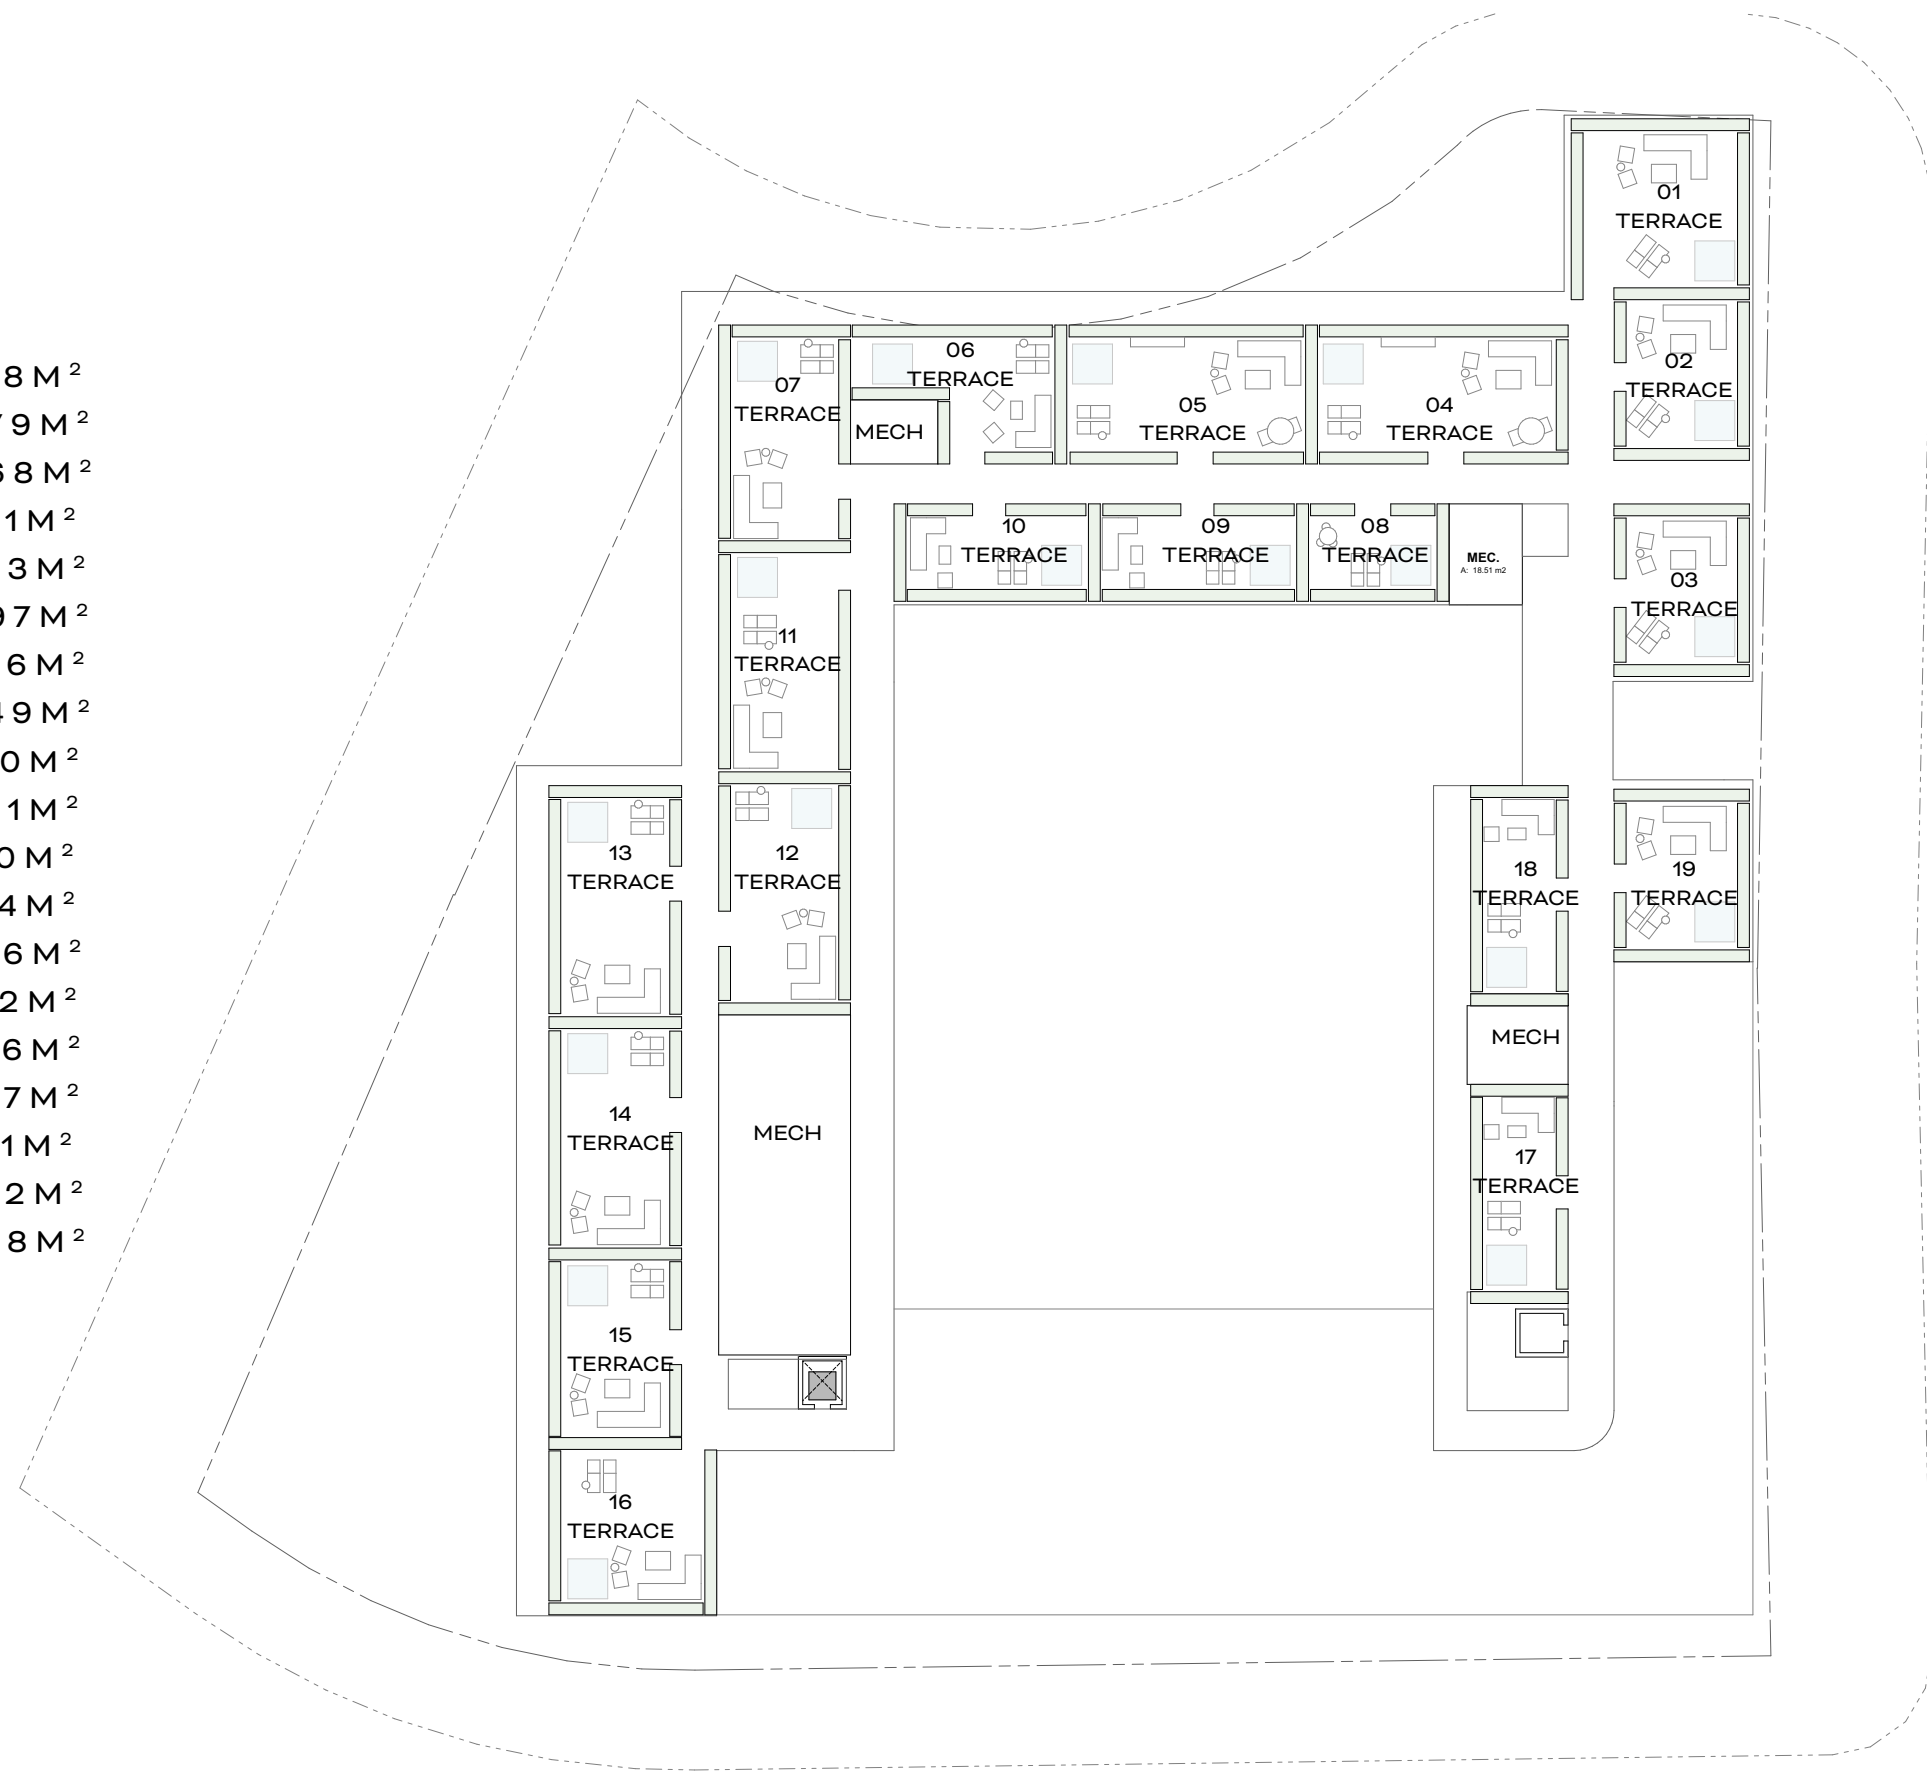 8 M²
79 M²
68 M²
1 M²
3 M²
97 M²
6 M²
49 M²
0 M²
1 M²
0 M²
4 M²
6 M²
2 M²
6 M²
7 M²
1 M²
2 M²
8 M²
01
TERRACE
02
TERRACE
03
TERRACE
04
TERRACE
05
TERRACE
06
TERRACE
07
TERRACE
MECH
08
TERRACE
09
TERRACE
10
TERRACE
MEC.
A: 18.51 m2
11
TERRACE
12
TERRACE
13
TERRACE
14
TERRACE
15
TERRACE
16
TERRACE
MECH
17
TERRACE
MECH
18
TERRACE
19
TERRACE